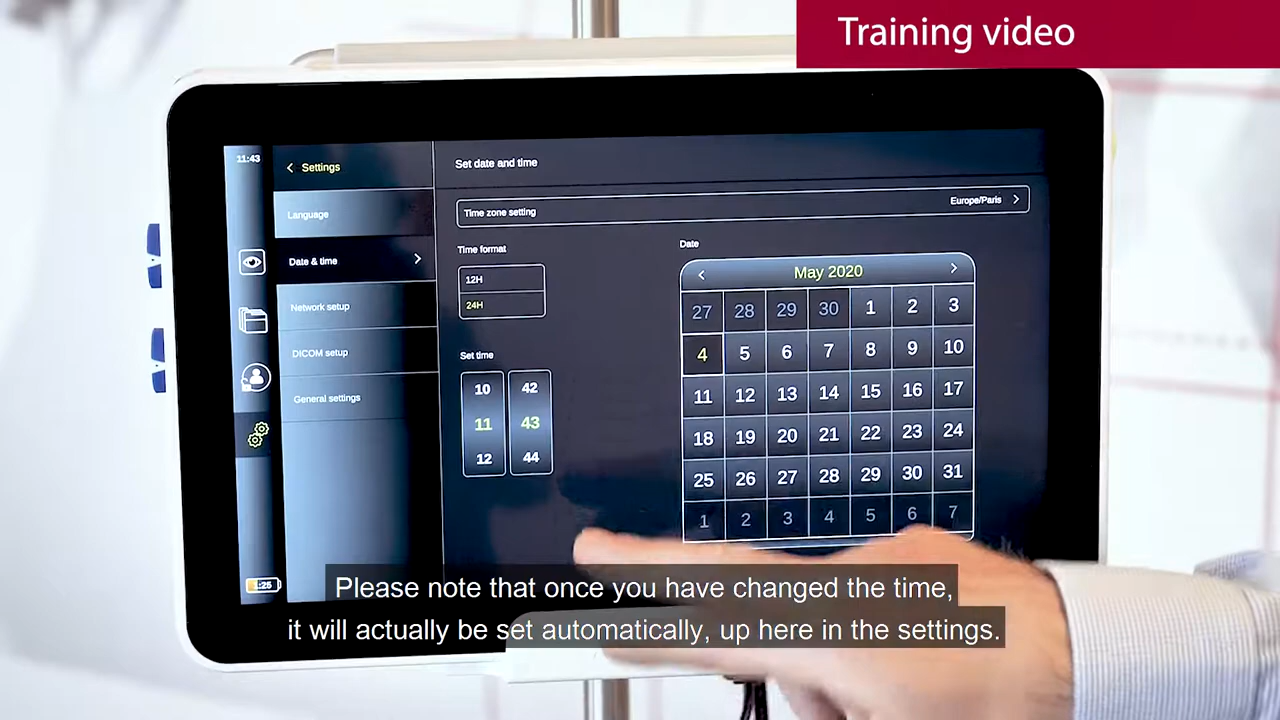 Training video
11:43
Settings
Set date and time
Language
Time zone setting
Europe/Paris
Date & time
Time format
Date
12H
24H
May 2020
27 28 29 30 1 2 3
4 5 6 7 8 9 10
11 12 13 14 15 16 17
18 19 20 21 22 23 24
25 26 27 28 29 30 31
1 2 3 4 5 6 7
Network setup
DICOM setup
General settings
Set time
10 42
11 43
12 44
1:25
Please note that once you have changed the time,
it will actually be set automatically, up here in the settings.